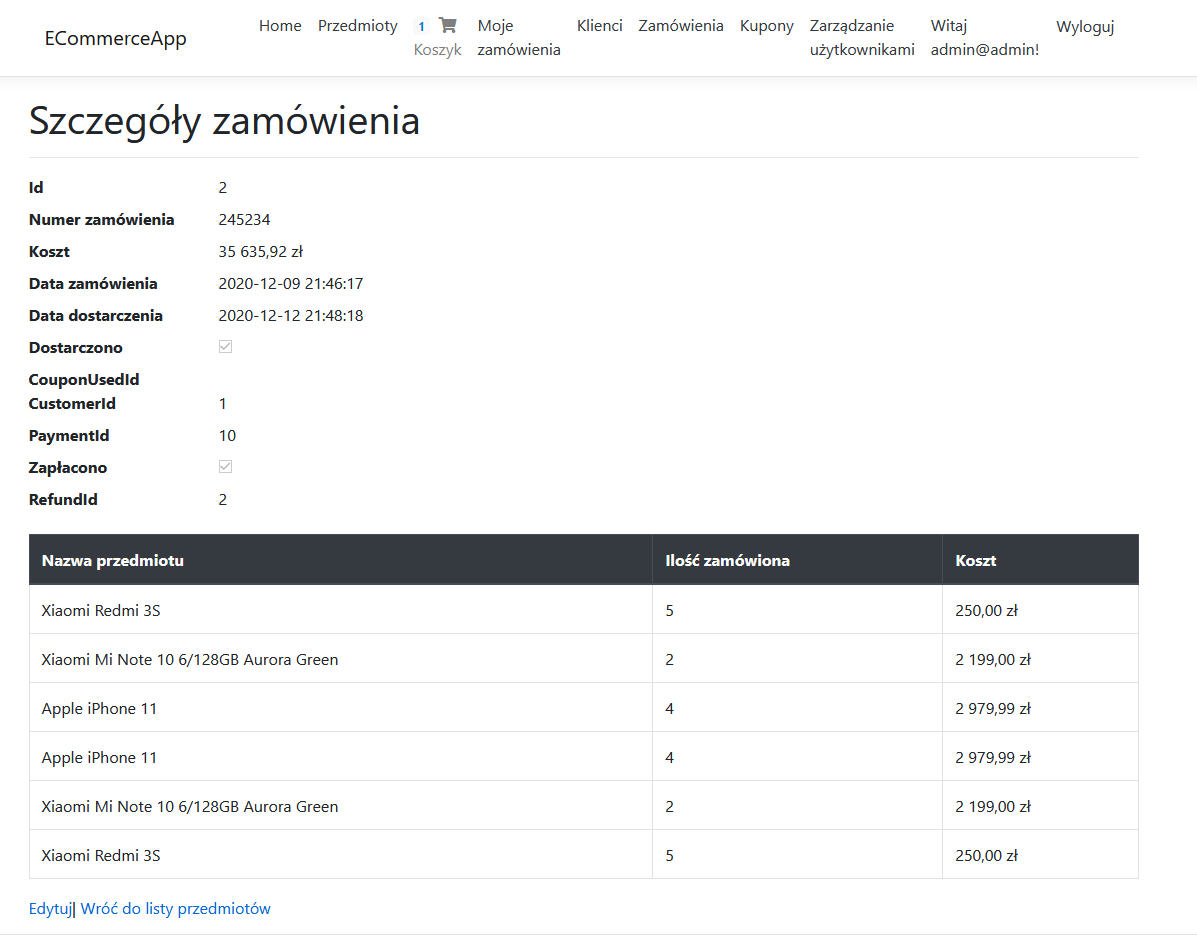 ECommerceApp
Home Przedmioty 1 Koszyk Moje zamówienia Klienci Zamówienia Kupony Zarządzanie użytkownikami Witaj admin@admin! Wyloguj
Szczegóły zamówienia
Id 2
Numer zamówienia 245234
Koszt 35 635,92 zł
Data zamówienia 2020-12-09 21:46:17
Data dostarczenia 2020-12-12 21:48:18
Dostarczono
CouponUsedId
CustomerId 1
PaymentId 10
Zapłacono
RefundId 2
Nazwa przedmiotu Ilość zamówiona Koszt
Xiaomi Redmi 3S 5 250,00 zł
Xiaomi Mi Note 10 6/128GB Aurora Green 2 2 199,00 zł
Apple iPhone 11 4 2 979,99 zł
Apple iPhone 11 4 2 979,99 zł
Xiaomi Mi Note 10 6/128GB Aurora Green 2 2 199,00 zł
Xiaomi Redmi 3S 5 250,00 zł
Edytuj| Wróć do listy przedmiotów